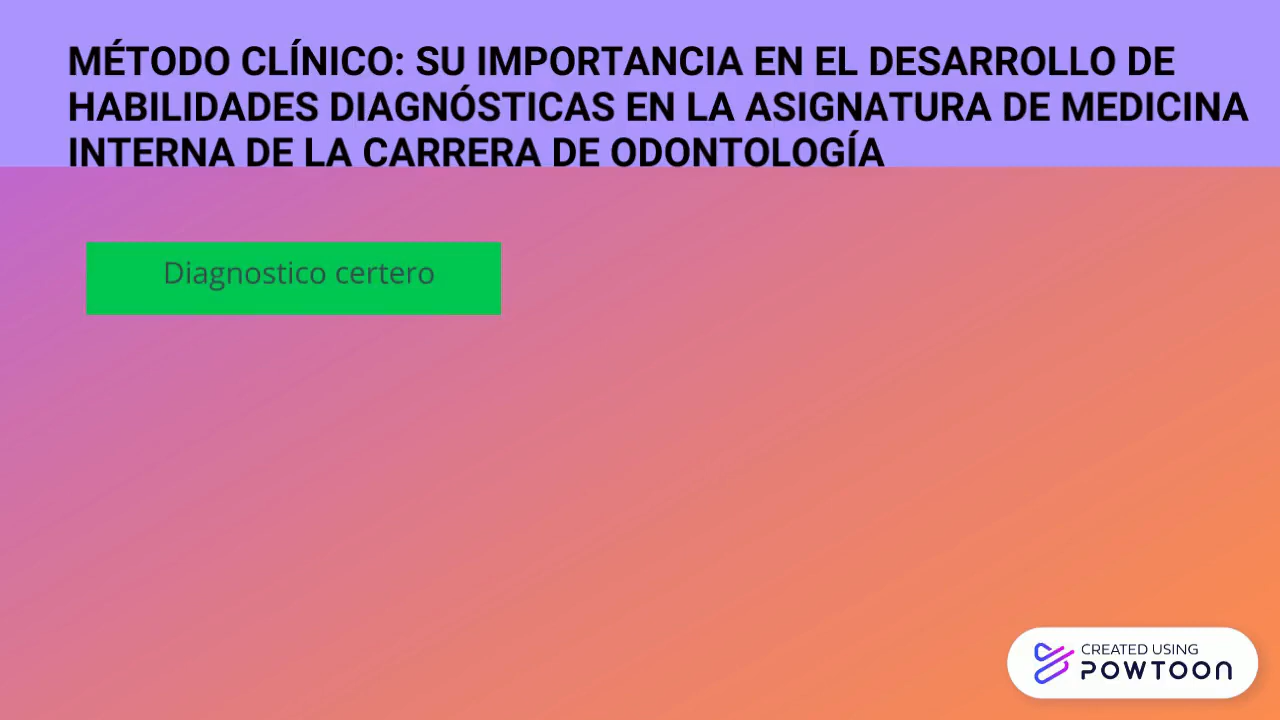 MÉTODO CLÍNICO: SU IMPORTANCIA EN EL DESARROLLO DE
HABILIDADES DIAGNÓSTICAS EN LA ASIGNATURA DE MEDICINA
INTERNA DE LA CARRERA DE ODONTOLOGÍA
Diagnostico certero
CREATED USING
POWTOON